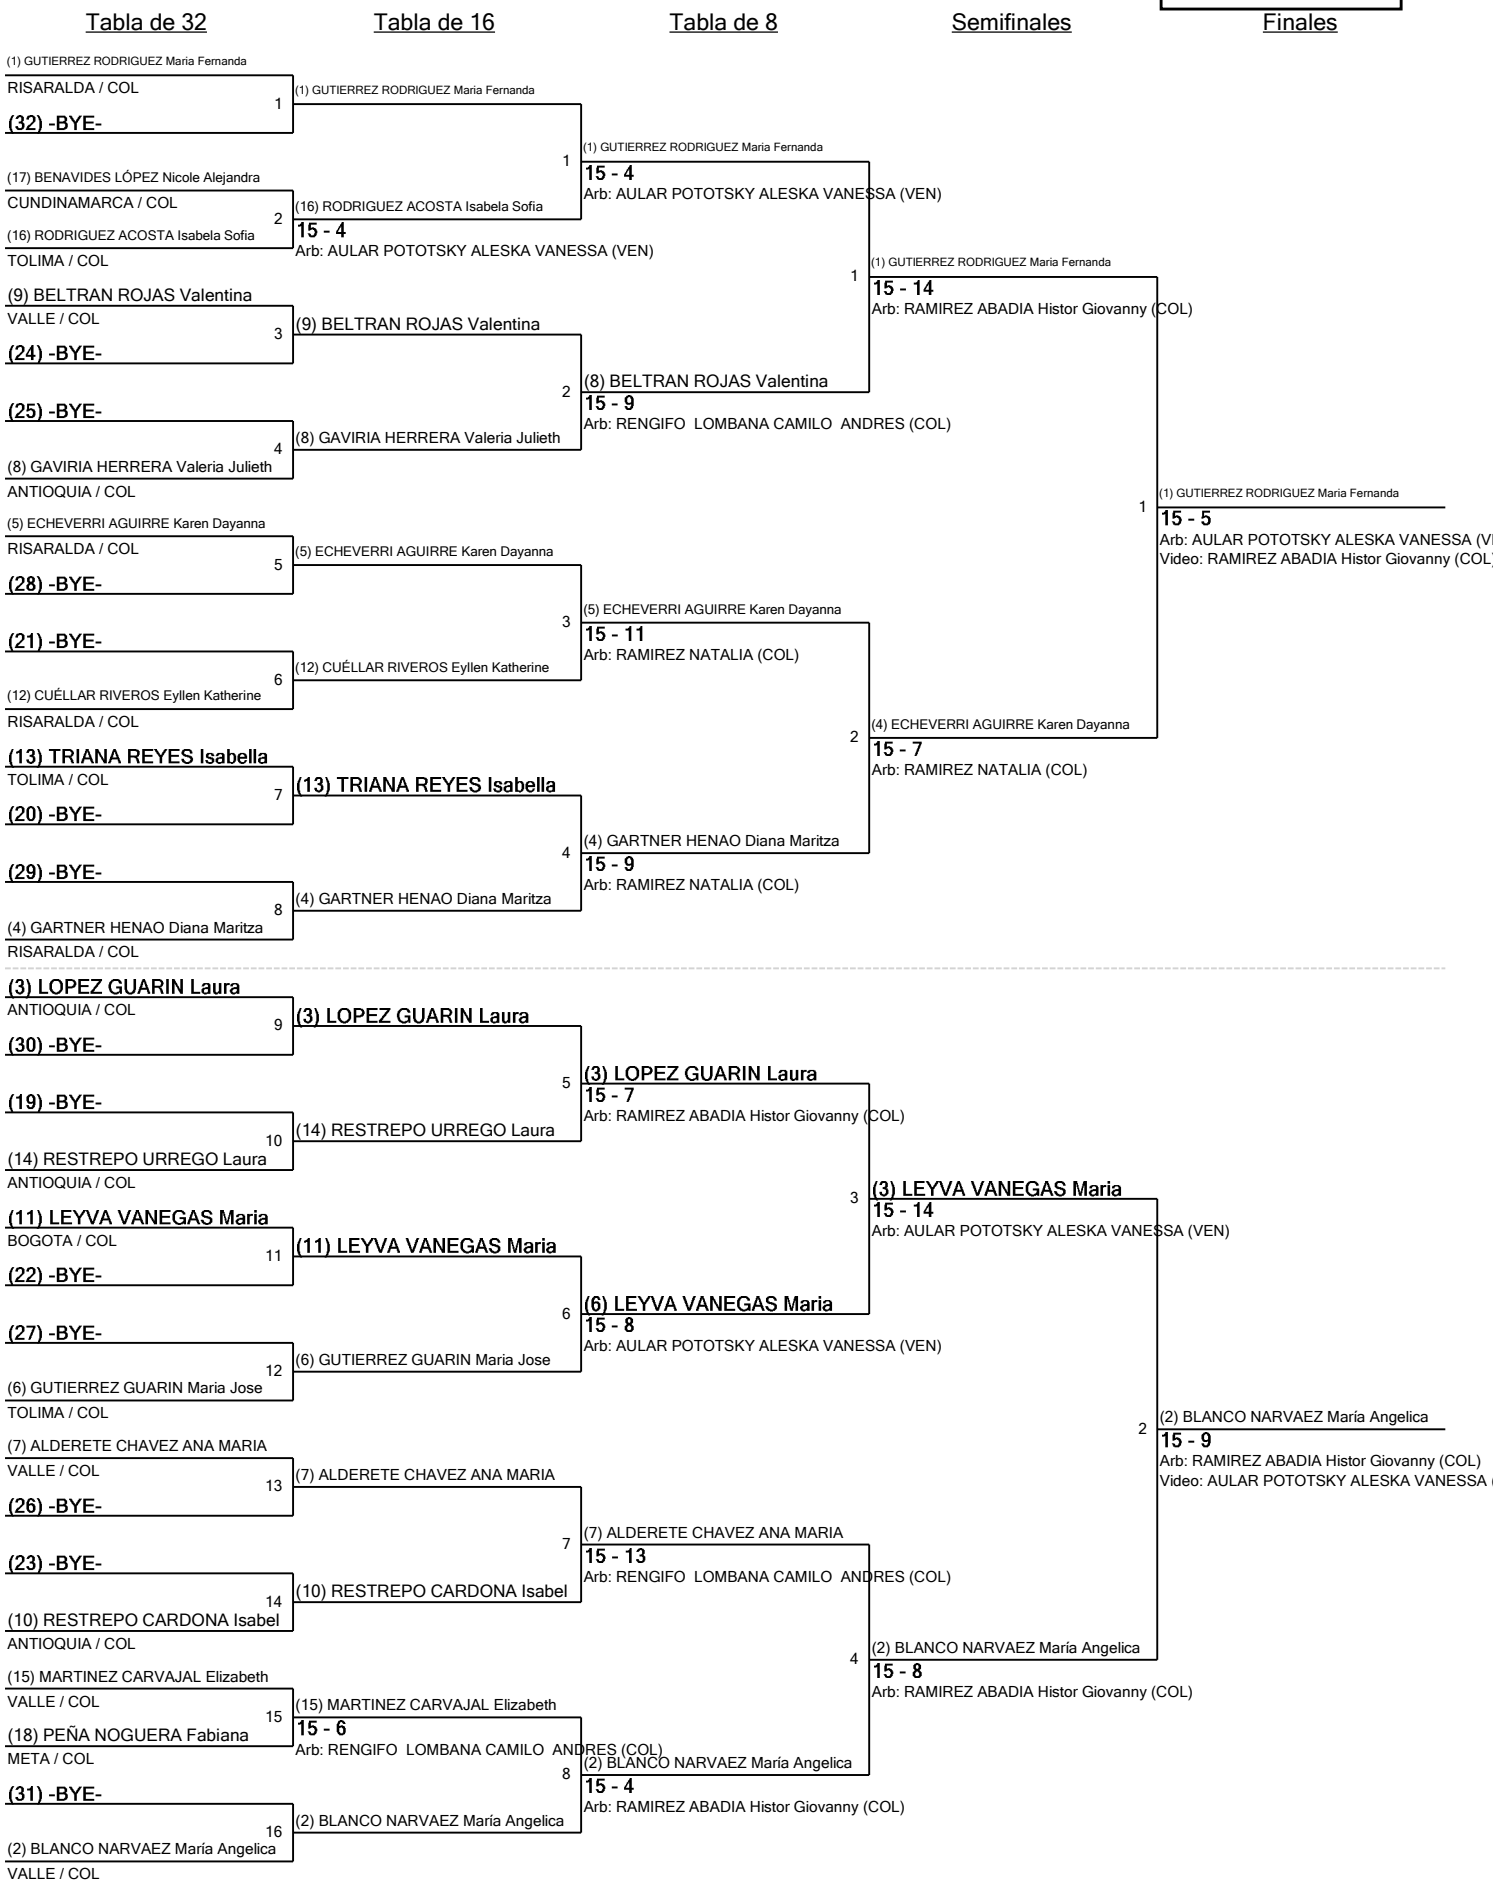 Tabla de 32
Tabla de 16
Tabla de 8
Semifinales
Finales
(1) GUTIERREZ RODRIGUEZ Maria Fernanda
RISARALDA / COL
1
(32) -BYE-
(17) BENAVIDES LÓPEZ Nicole Alejandra
CUNDINAMARCA / COL
2
(16) RODRIGUEZ ACOSTA Isabela Sofia
TOLIMA / COL
(9) BELTRAN ROJAS Valentina
VALLE / COL
3
(24) -BYE-
(25) -BYE-
4
(8) GAVIRIA HERRERA Valeria Julieth
ANTIOQUIA / COL
(5) ECHEVERRI AGUIRRE Karen Dayanna
RISARALDA / COL
5
(28) -BYE-
(21) -BYE-
6
(12) CUÉLLAR RIVEROS Eyllen Katherine
RISARALDA / COL
(13) TRIANA REYES Isabella
TOLIMA / COL
7
(20) -BYE-
(29) -BYE-
8
(4) GARTNER HENAO Diana Maritza
RISARALDA / COL
(3) LOPEZ GUARIN Laura
ANTIOQUIA / COL
9
(30) -BYE-
(19) -BYE-
10
(14) RESTREPO URREGO Laura
ANTIOQUIA / COL
(11) LEYVA VANEGAS Maria
BOGOTA / COL
11
(22) -BYE-
(27) -BYE-
12
(6) GUTIERREZ GUARIN Maria Jose
TOLIMA / COL
(7) ALDERETE CHAVEZ ANA MARIA
VALLE / COL
13
(26) -BYE-
(23) -BYE-
14
(10) RESTREPO CARDONA Isabel
ANTIOQUIA / COL
(15) MARTINEZ CARVAJAL Elizabeth
VALLE / COL
15
(18) PEÑA NOGUERA Fabiana
META / COL
(31) -BYE-
16
(2) BLANCO NARVAEZ María Angelica
VALLE / COL
(1) GUTIERREZ RODRIGUEZ Maria Fernanda
1
(16) RODRIGUEZ ACOSTA Isabela Sofia
15 - 4
Arb: AULAR POTOTSKY ALESKA VANESSA (VEN)
(9) BELTRAN ROJAS Valentina
2
(8) GAVIRIA HERRERA Valeria Julieth
(5) ECHEVERRI AGUIRRE Karen Dayanna
3
(12) CUÉLLAR RIVEROS Eyllen Katherine
(13) TRIANA REYES Isabella
4
(4) GARTNER HENAO Diana Maritza
(3) LOPEZ GUARIN Laura
5
(14) RESTREPO URREGO Laura
(11) LEYVA VANEGAS Maria
6
(6) GUTIERREZ GUARIN Maria Jose
(7) ALDERETE CHAVEZ ANA MARIA
7
(10) RESTREPO CARDONA Isabel
(15) MARTINEZ CARVAJAL Elizabeth
15 - 6
Arb: RENGIFO LOMBANA CAMILO ANDRES (COL)
8
(2) BLANCO NARVAEZ María Angelica
(1) GUTIERREZ RODRIGUEZ Maria Fernanda
15 - 4
Arb: AULAR POTOTSKY ALESKA VANESSA (VEN)
1
(8) BELTRAN ROJAS Valentina
15 - 9
Arb: RENGIFO LOMBANA CAMILO ANDRES (COL)
(5) ECHEVERRI AGUIRRE Karen Dayanna
15 - 11
Arb: RAMIREZ NATALIA (COL)
2
(4) GARTNER HENAO Diana Maritza
15 - 9
Arb: RAMIREZ NATALIA (COL)
(3) LOPEZ GUARIN Laura
15 - 7
Arb: RAMIREZ ABADIA Histor Giovanny (COL)
3
(6) LEYVA VANEGAS Maria
15 - 8
Arb: AULAR POTOTSKY ALESKA VANESSA (VEN)
(7) ALDERETE CHAVEZ ANA MARIA
15 - 13
Arb: RENGIFO LOMBANA CAMILO ANDRES (COL)
4
(2) BLANCO NARVAEZ María Angelica
15 - 4
Arb: RAMIREZ ABADIA Histor Giovanny (COL)
(1) GUTIERREZ RODRIGUEZ Maria Fernanda
15 - 14
Arb: RAMIREZ ABADIA Histor Giovanny (COL)
1
(4) ECHEVERRI AGUIRRE Karen Dayanna
15 - 7
Arb: RAMIREZ NATALIA (COL)
(3) LEYVA VANEGAS Maria
15 - 14
Arb: AULAR POTOTSKY ALESKA VANESSA (VEN)
2
(2) BLANCO NARVAEZ María Angelica
15 - 8
Arb: RAMIREZ ABADIA Histor Giovanny (COL)
(1) GUTIERREZ RODRIGUEZ Maria Fernanda
15 - 5
Arb: AULAR POTOTSKY ALESKA VANESSA
Video: RAMIREZ ABADIA Histor Giovanny (COL
(2) BLANCO NARVAEZ María Angelica
15 - 9
Arb: RAMIREZ ABADIA Histor Giovanny (COL)
Video: AULAR POTOTSKY ALESKA VANESSA